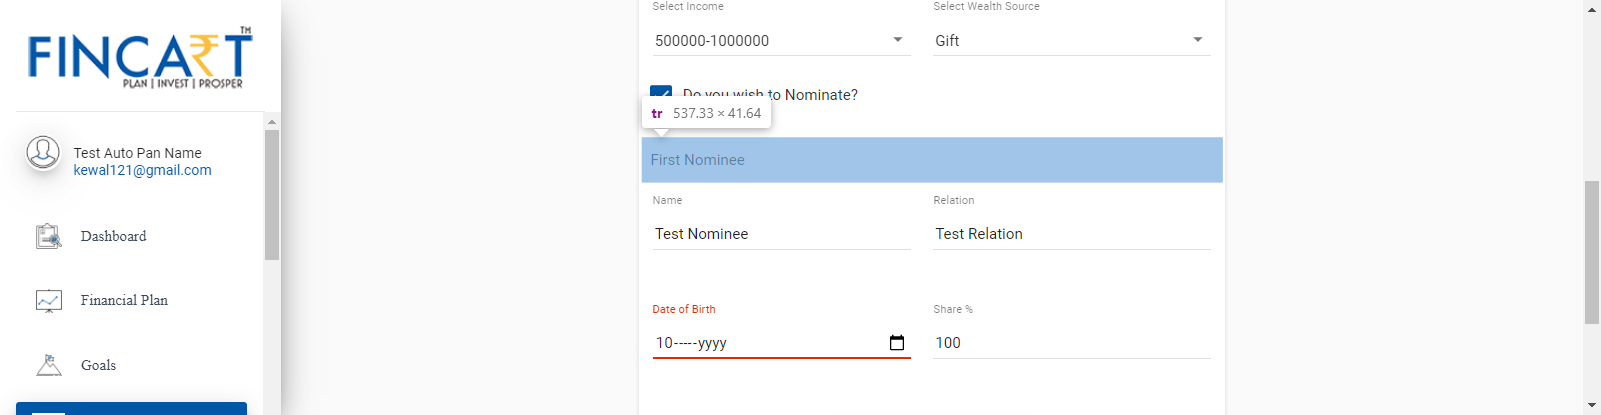 FINCART TM
PLAN | INVEST | PROSPER
Test Auto Pan Name
kewal121@gmail.com
Dashboard
Financial Plan
Goals
Select Income
Select Wealth Source
500000-1000000
Gift
Do you wish to Nominate?
tr 537.33 × 41.64
First Nominee
Name
Relation
Test Nominee
Test Relation
Date of Birth
Share %
10-----yyyy
100